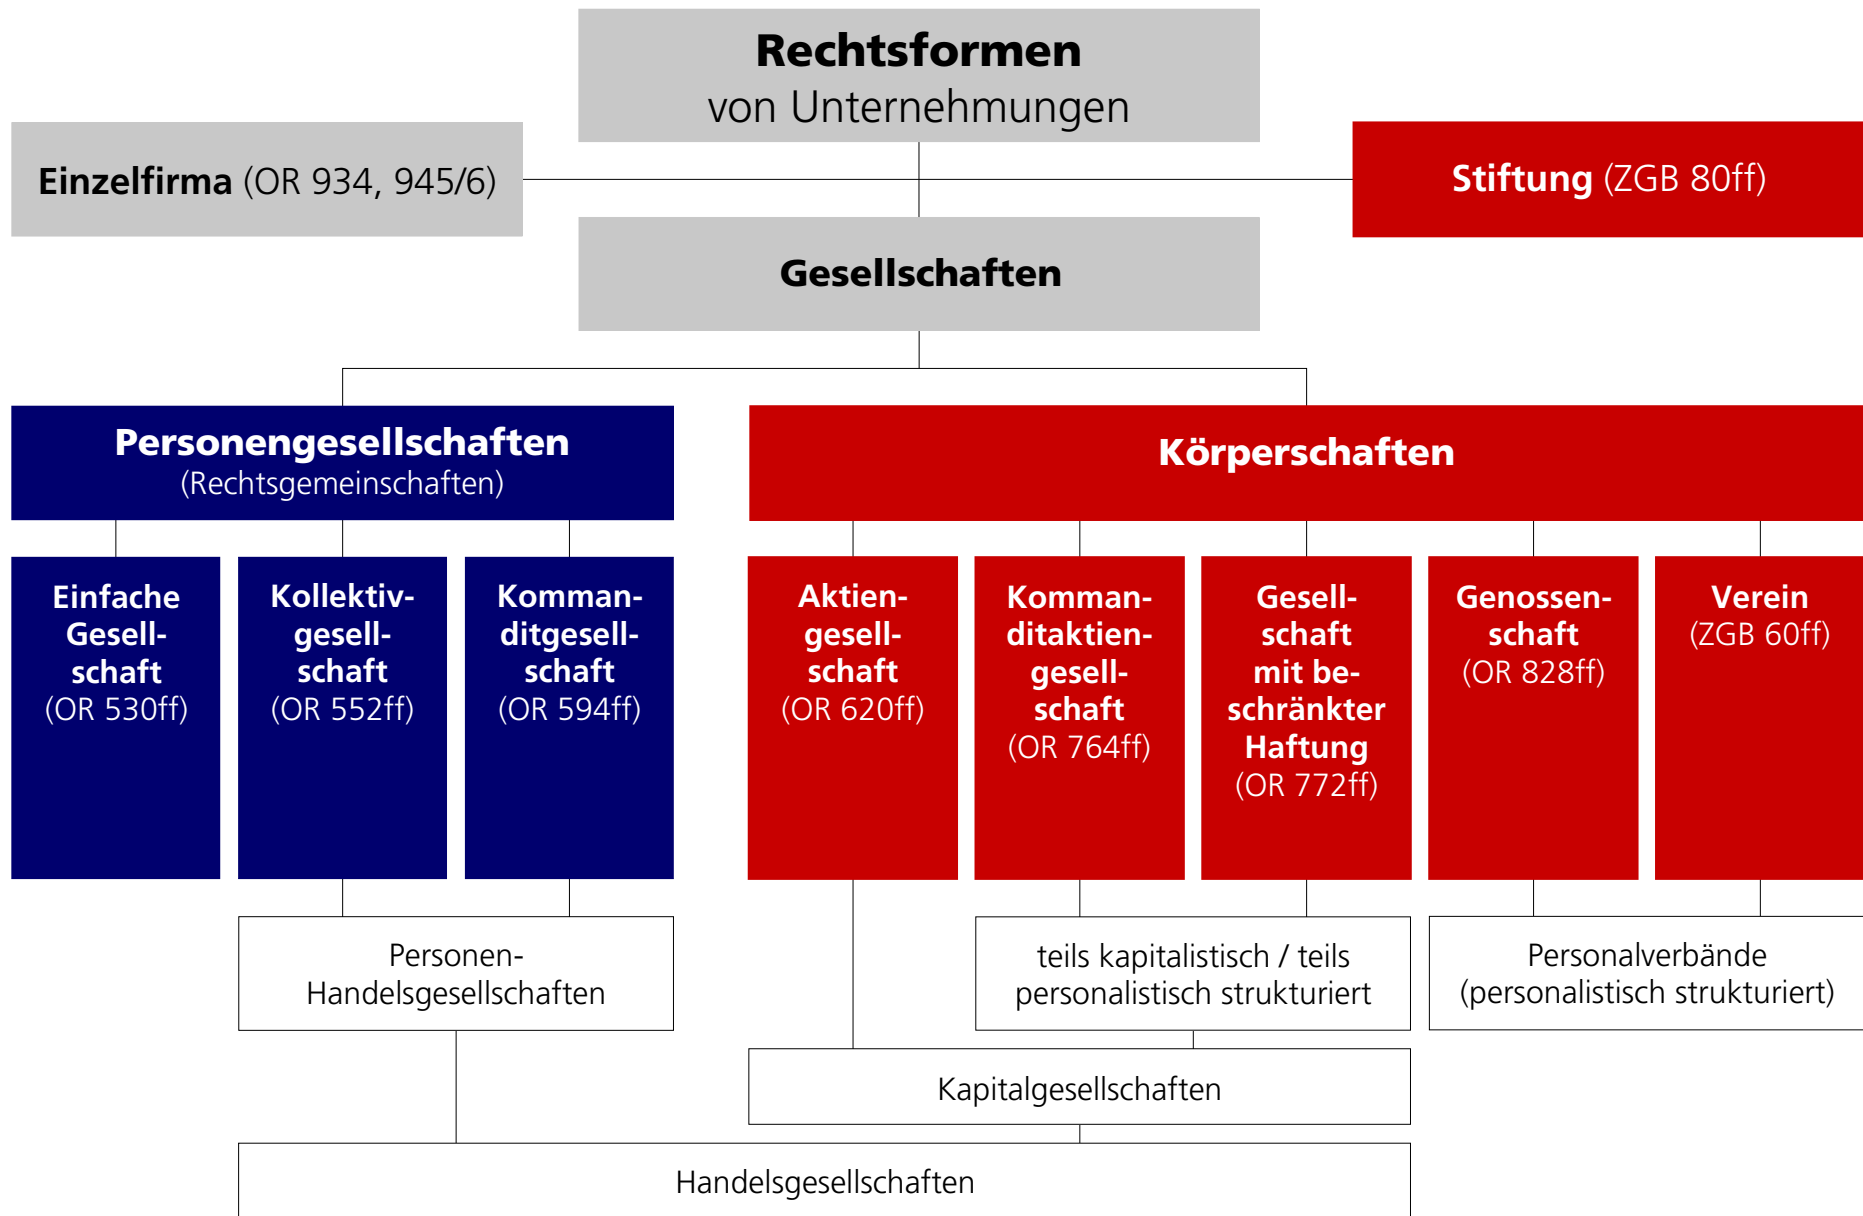 Rechtsformen
von Unternehmungen
Einzelfirma (OR 934, 945/6)
Stiftung (ZGB 80ff)
Gesellschaften
Personengesellschaften
(Rechtsgemeinschaften)
Körperschaften
Einfache
Gesell-
schaft
(OR 530ff)
Kollektiv-
gesell-
schaft
(OR 552ff)
Komman-
ditgesell-
schaft
(OR 594ff)
Aktien-
gesell-
schaft
(OR 620ff)
Komman-
ditaktien-
gesell-
schaft
(OR 764ff)
Gesell-
schaft
mit be-
schränkter
Haftung
(OR 772ff)
Genossen-
schaft
(OR 828ff)
Verein
(ZGB 60ff)
Personen-
Handelsgesellschaften
teils kapitalistisch / teils
personalistisch strukturiert
Personalverbände
(personalistisch strukturiert)
Kapitalgesellschaften
Handelsgesellschaften